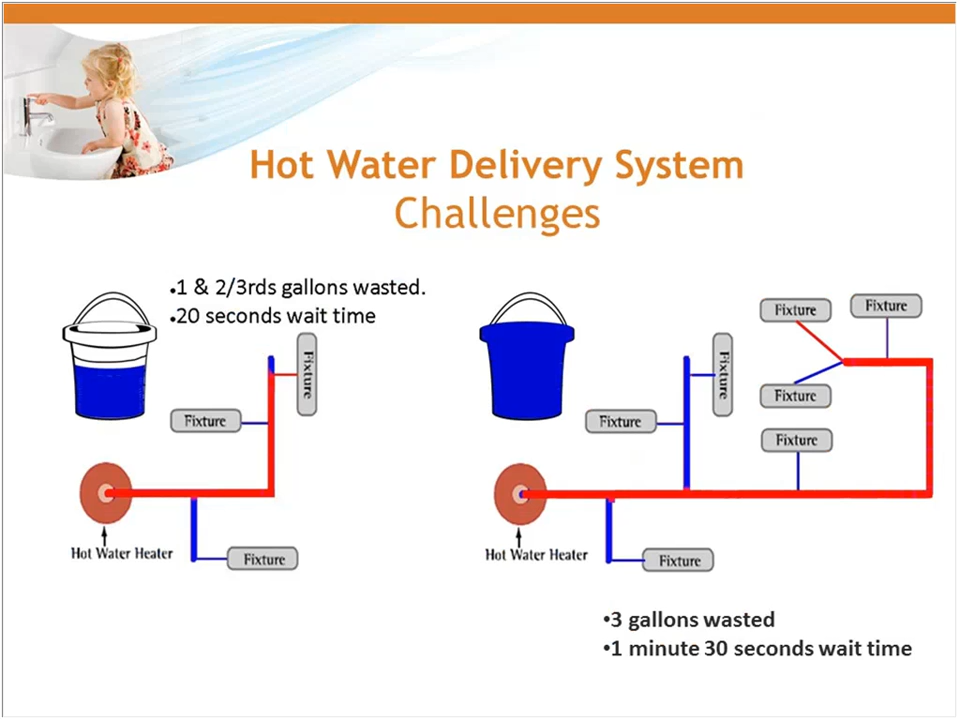 Hot Water Delivery System
Challenges
•1 & 2/3rds gallons wasted.
•20 seconds wait time
Fixture
Fixture
Hot Water Heater
Fixture
Fixture
Fixture
Fixture
Fixture
Fixture
Fixture
Hot Water Heater
Fixture
•3 gallons wasted
•1 minute 30 seconds wait time